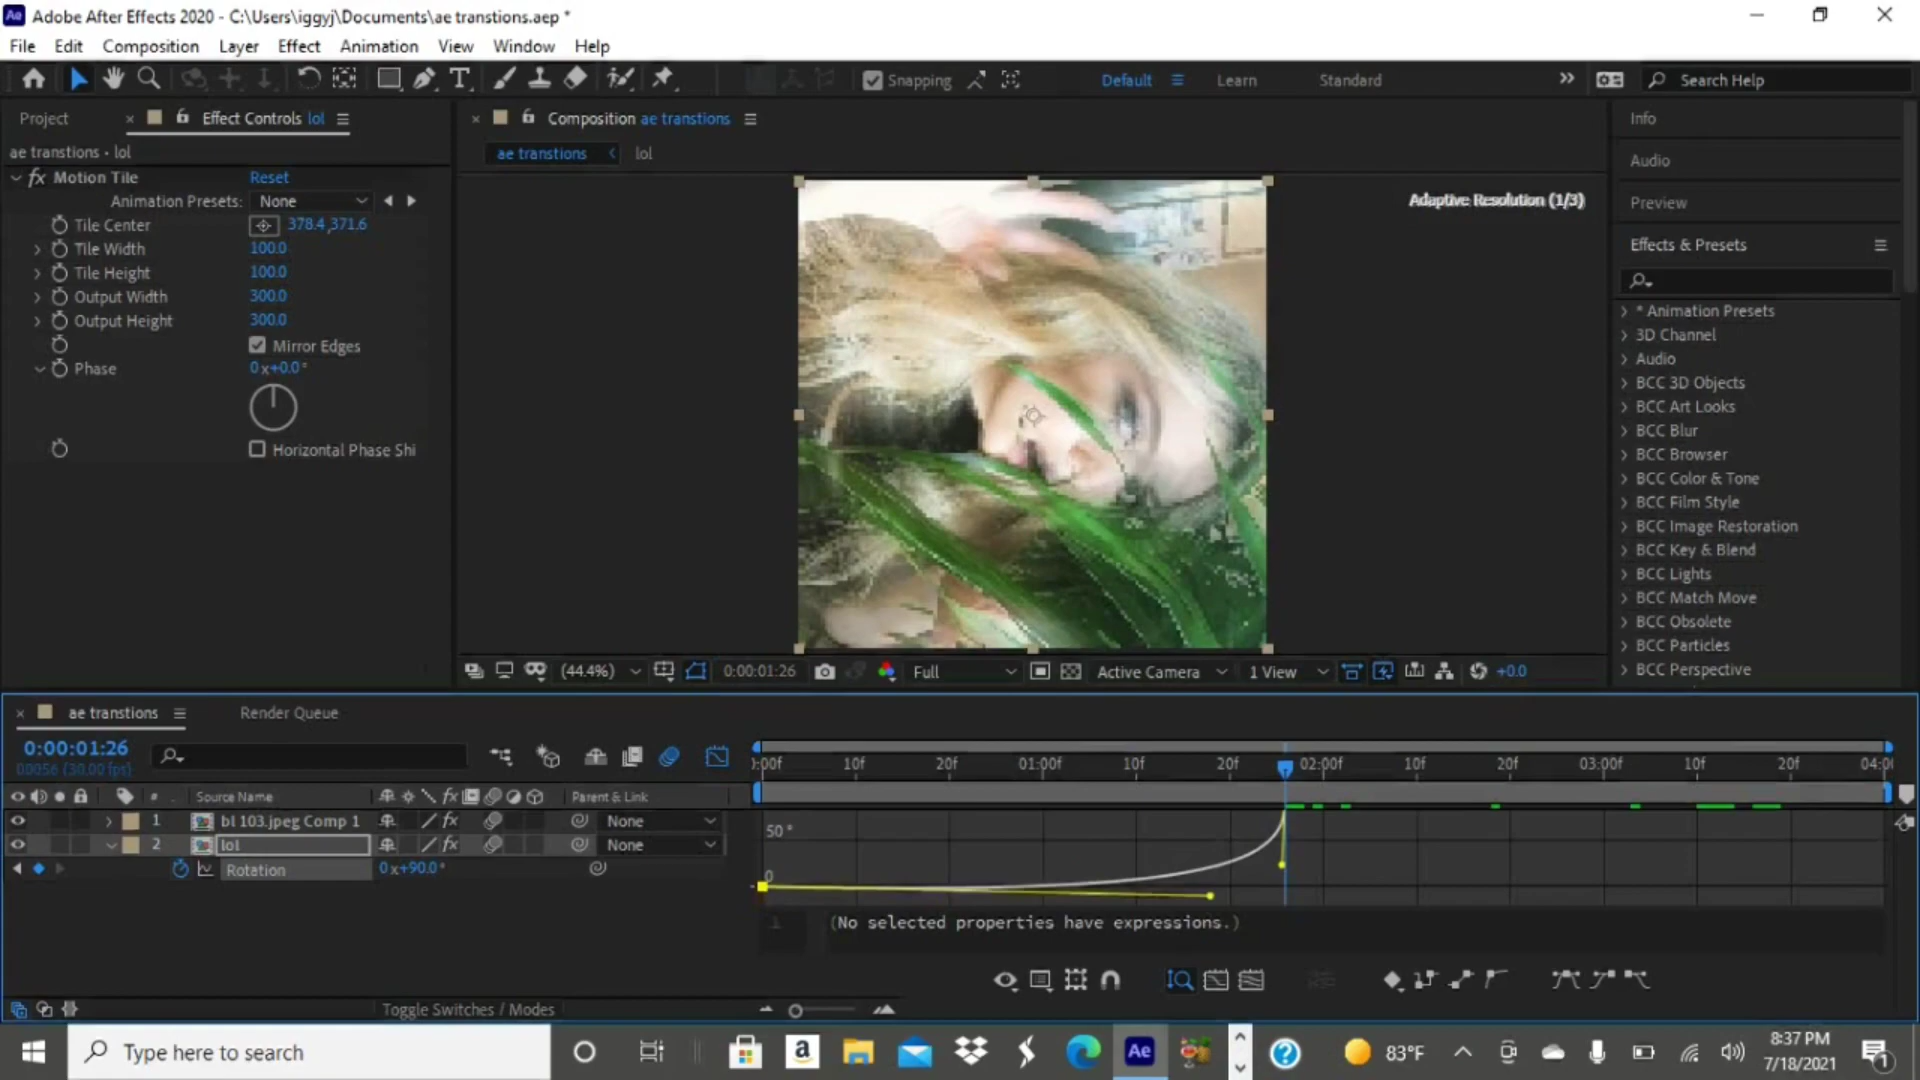 Adobe After Effects 2020 - C:\Users\iggyj\Documents\ae transtions.aep *
File Edit Composition Layer Effect Animation View Window Help
Snapping Default Learn Standard Search Help
Project Effect Controls lol
ae transtions • lol
fx Motion Tile Reset
Animation Presets: None
Tile Center 378.4,371.6
Tile Width 100.0
Tile Height 100.0
Output Width 300.0
Output Height 300.0
Mirror Edges
Phase 0x+0.0°
Horizontal Phase Shi
Composition ae transtions
ae transtions lol
Adaptive Resolution (1/3)
(44.4%) 0:00:01:26 Full Active Camera 1 View +0.0
Info
Audio
Preview
Effects & Presets
* Animation Presets
3D Channel
Audio
BCC 3D Objects
BCC Art Looks
BCC Blur
BCC Browser
BCC Color & Tone
BCC Film Style
BCC Image Restoration
BCC Key & Blend
BCC Lights
BCC Match Move
BCC Obsolete
BCC Particles
BCC Perspective
ae transtions Render Queue
0:00:01:26
00056 (30.00 fps)
:00f 10f 20f 01:00f 10f 20f 02:00f 10f 20f 03:00f 10f 20f 04:0
# Source Name fx Parent & Link
1 bl 103.jpeg Comp 1 fx None
2 lol fx None
Rotation 0x+90.0°
50°
0
1 (No selected properties have expressions.)
Toggle Switches / Modes
Type here to search
83°F
8:37 PM
7/18/2021
1